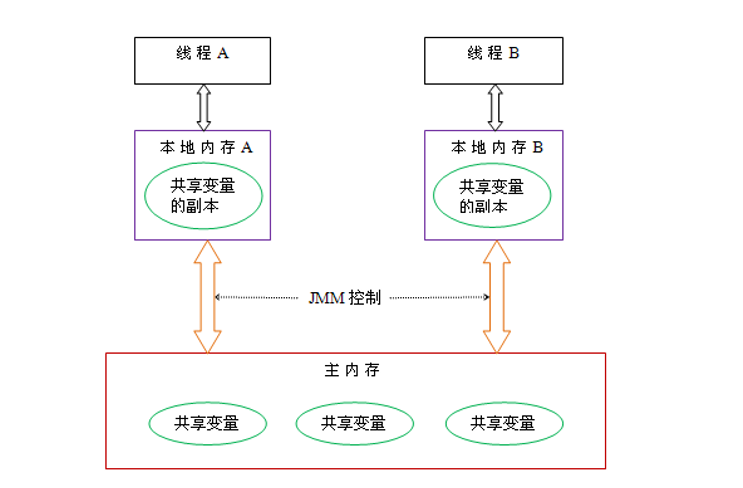 线程 A
线程 B
本地内存 A
本地内存 B
共享变量
的副本
共享变量
的副本
JMM 控制
主内存
共享变量
共享变量
共享变量